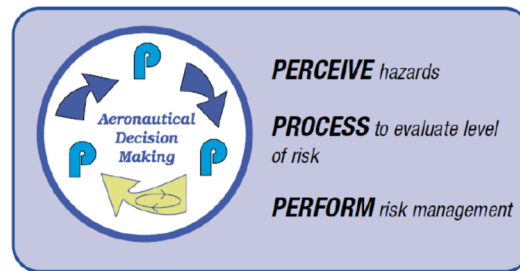 P
Aeronautical
Decision
Making
P
P
PERCEIVE hazards
PROCESS to evaluate level
of risk
PERFORM risk management